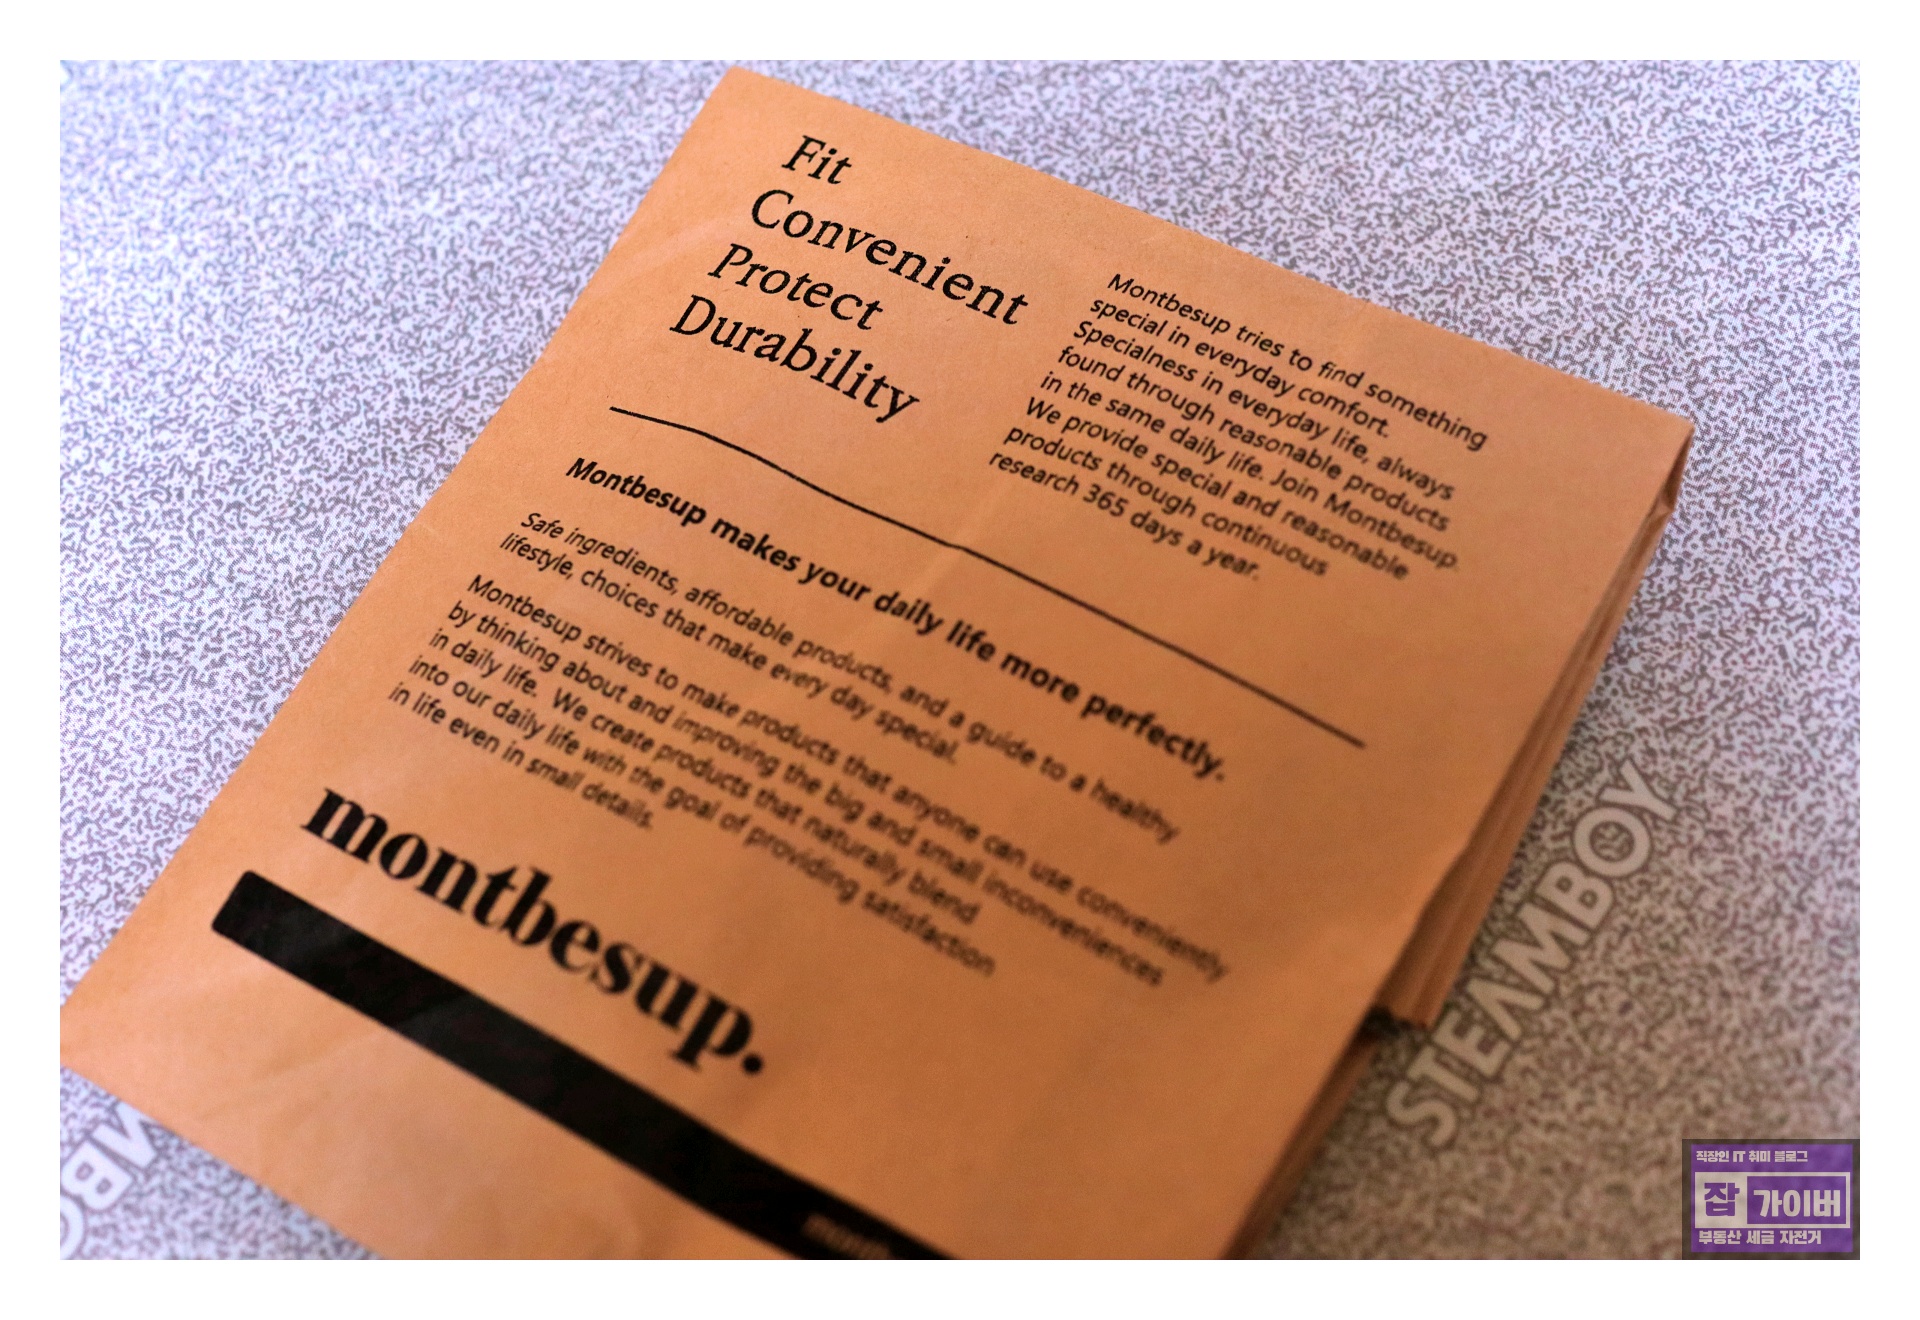 Fit
Convenient
Protect
Durability
Montbesup tries to find something
special in everyday comfort.
Specialness in everyday life, always
found through reasonable products
in the same daily life. Join Montbesup.
We provide special and reasonable
products through continuous
research 365 days a year.
Montbesup makes your daily life more perfectly.
Safe ingredients, affordable products, and a guide to a healthy
lifestyle, choices that make every day special.
Montbesup strives to make products that anyone can use conveniently
by thinking about and improving the big and small inconveniences
in daily life. We create products that naturally blend
into our daily life with the goal of providing satisfaction
in life even in small details.
montbesup.
STEAMBOY
직장인 IT 취미 블로그
잡 가이버
부동산 세금 자전거